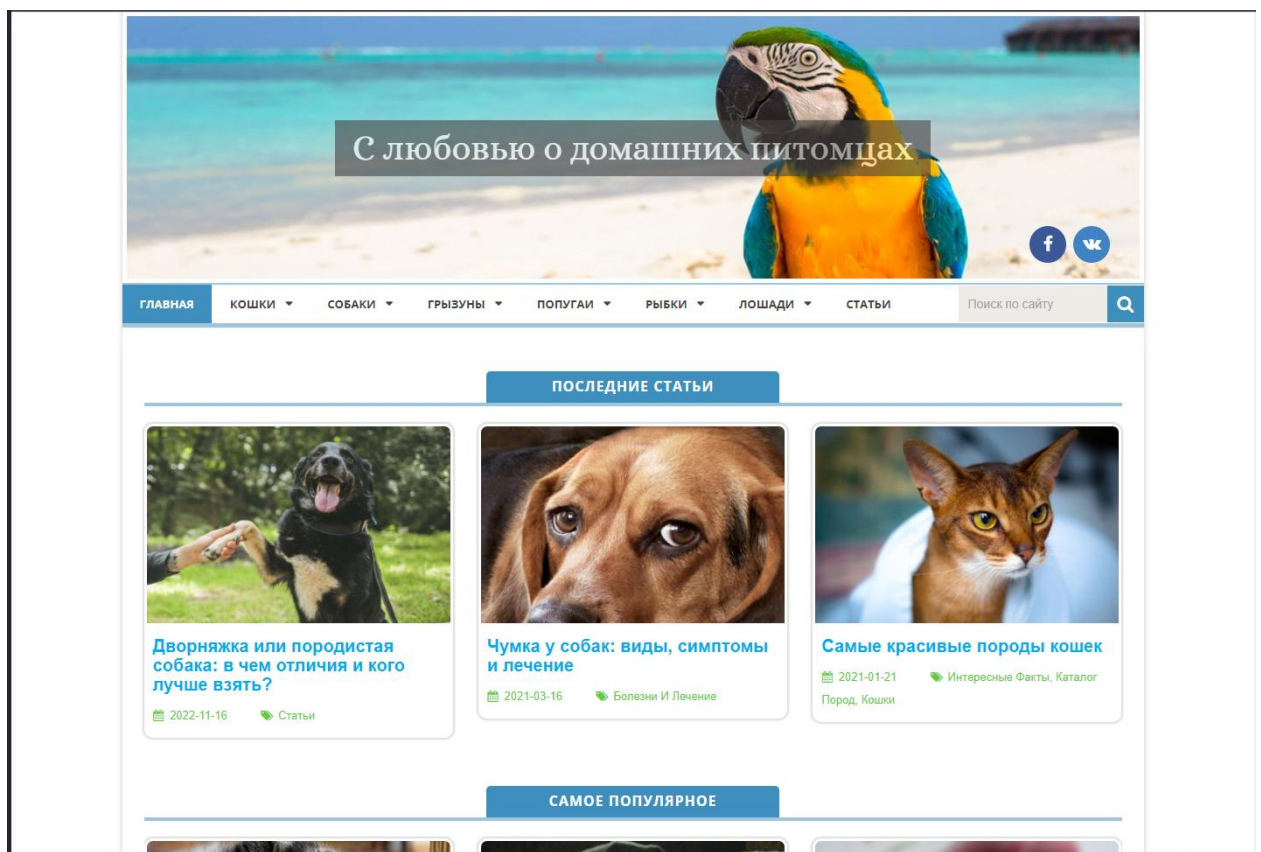 С любовью о домашних питомцах
f
ГЛАВНАЯ КОШКИ СОБАКИ ГРЫЗУНЫ ПОПУГАИ РЫБКИ ЛОШАДИ СТАТЬИ Поиск по сайту
ПОСЛЕДНИЕ СТАТЬИ
Дворняжка или породистая
собака: в чем отличия и кого
лучше взять?
2022-11-16 Статьи
Чумка у собак: виды, симптомы
и лечение
2021-03-16 Болезни И Лечение
Самые красивые породы кошек
2021-01-21 Интересные Факты, Каталог
Пород, Кошки
САМОЕ ПОПУЛЯРНОЕ